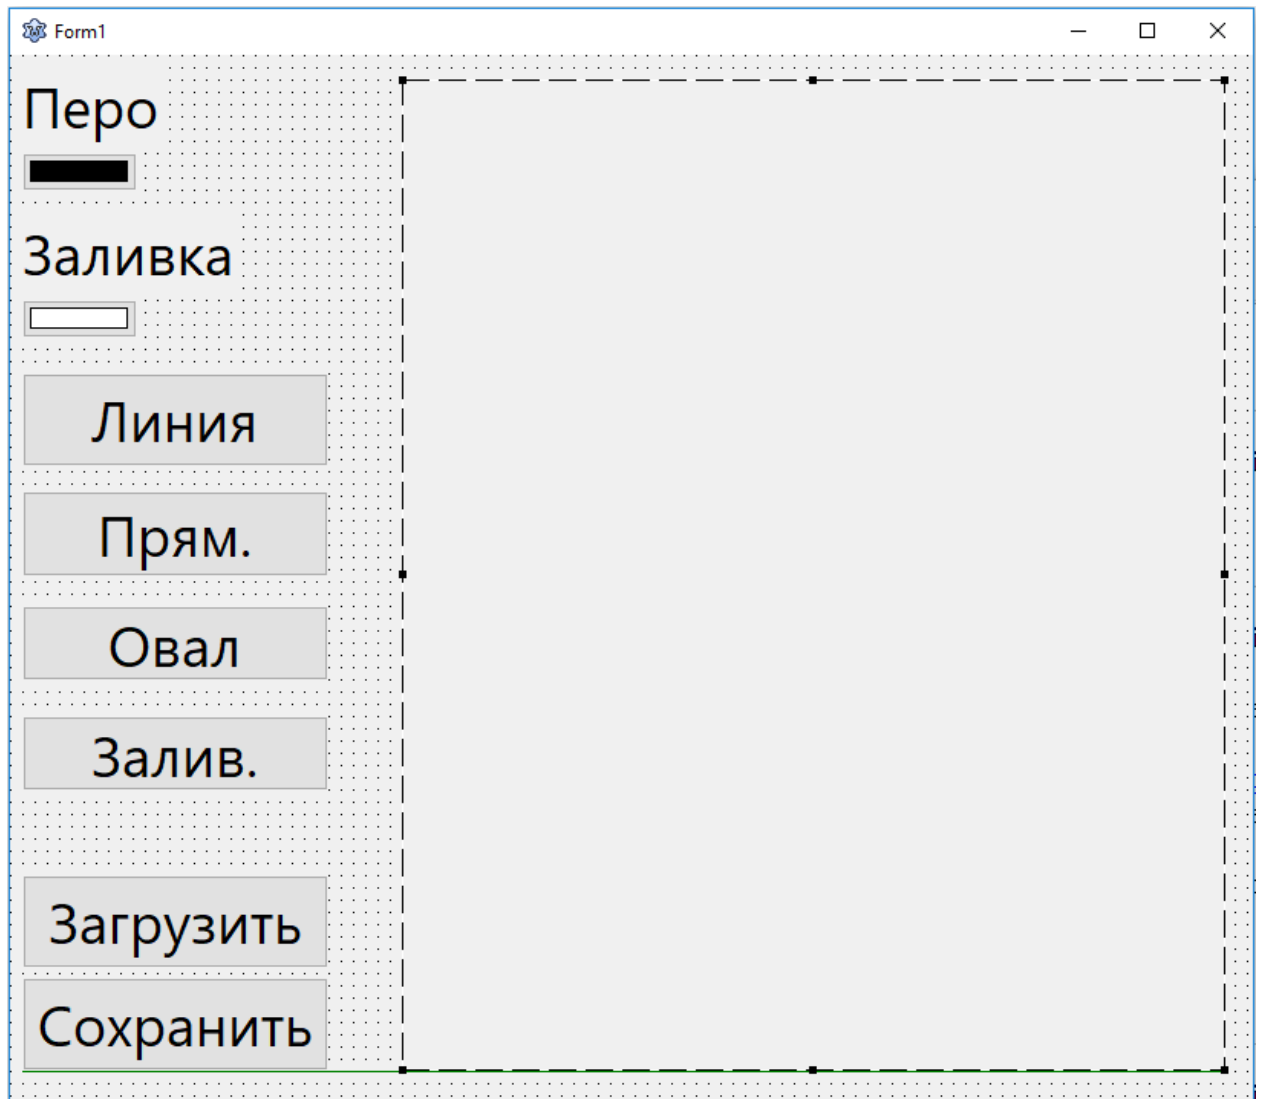 Form1
Перо
Заливка
Линия
Прям.
Овал
Залив.
Загрузить
Сохранить